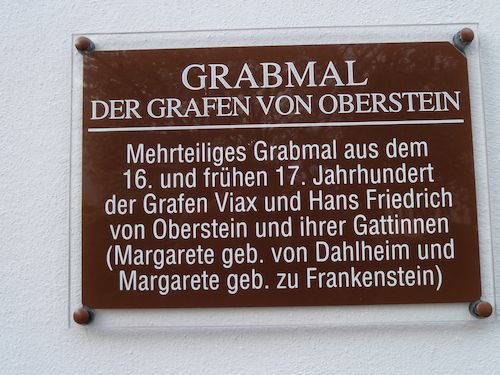 GRABMAL
DER GRAFEN VON OBERSTEIN
Mehrteiliges Grabmal aus dem
16. und frühen 17. Jahrhundert
der Grafen Viax und Hans Friedrich
von Oberstein und ihrer Gattinnen
(Margarete geb. von Dahlheim und
Margarete geb. zu Frankenstein)